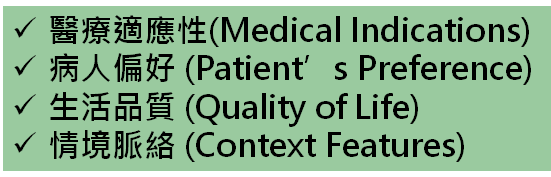 ✓ 醫療適應性(Medical Indications)
✓ 病人偏好 (Patient’s Preference)
✓ 生活品質 (Quality of Life)
✓ 情境脈絡 (Context Features)